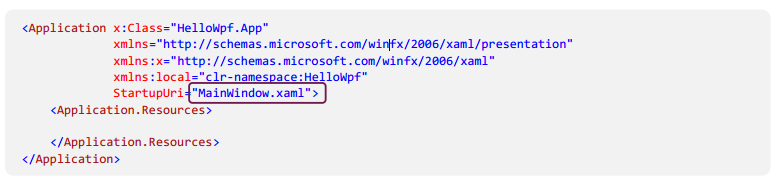 <Application x:Class="HelloWpf.App"
xmlns="http://schemas.microsoft.com/winfx/2006/xaml/presentation"
xmlns:x="http://schemas.microsoft.com/winfx/2006/xaml"
xmlns:local="clr-namespace:HelloWpf"
StartupUri="MainWindow.xaml">
<Application.Resources>
</Application.Resources>
</Application>